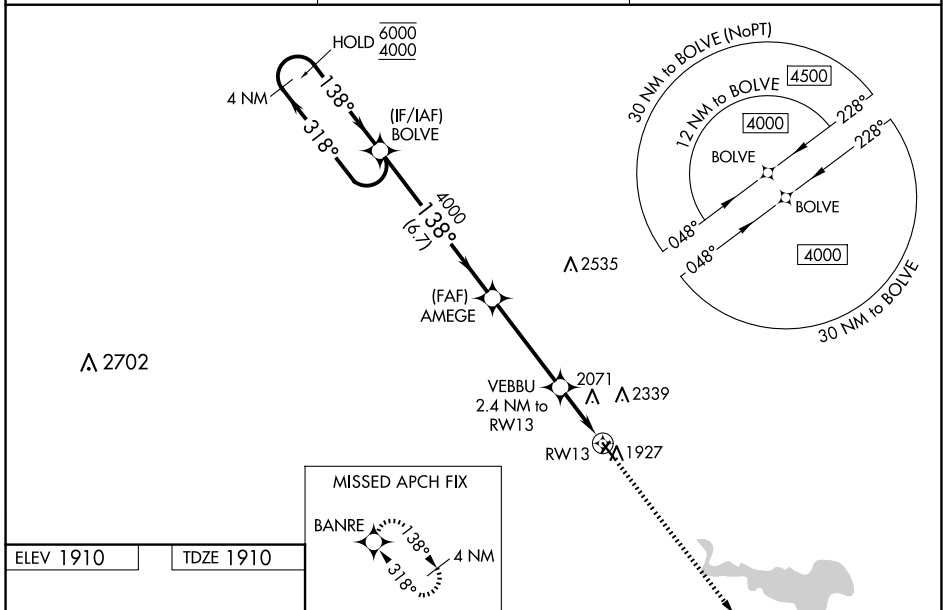 HOLD 6000
4000
4 NM
138°
318°
(IF/IAF)
BOLVE
4000
138°
(6.7)
(FAF)
AMEGE
2535
2702
VEBBU
2.4 NM to
RW13
2071
2339
RW13
1927
30 NM to BOLVE (NoPT)
4500
12 NM to BOLVE
4000
228°
228°
BOLVE
BOLVE
048°
048°
4000
30 NM to BOLVE
MISSED APCH FIX
BANRE
138°
4 NM
318°
ELEV 1910
TDZE 1910